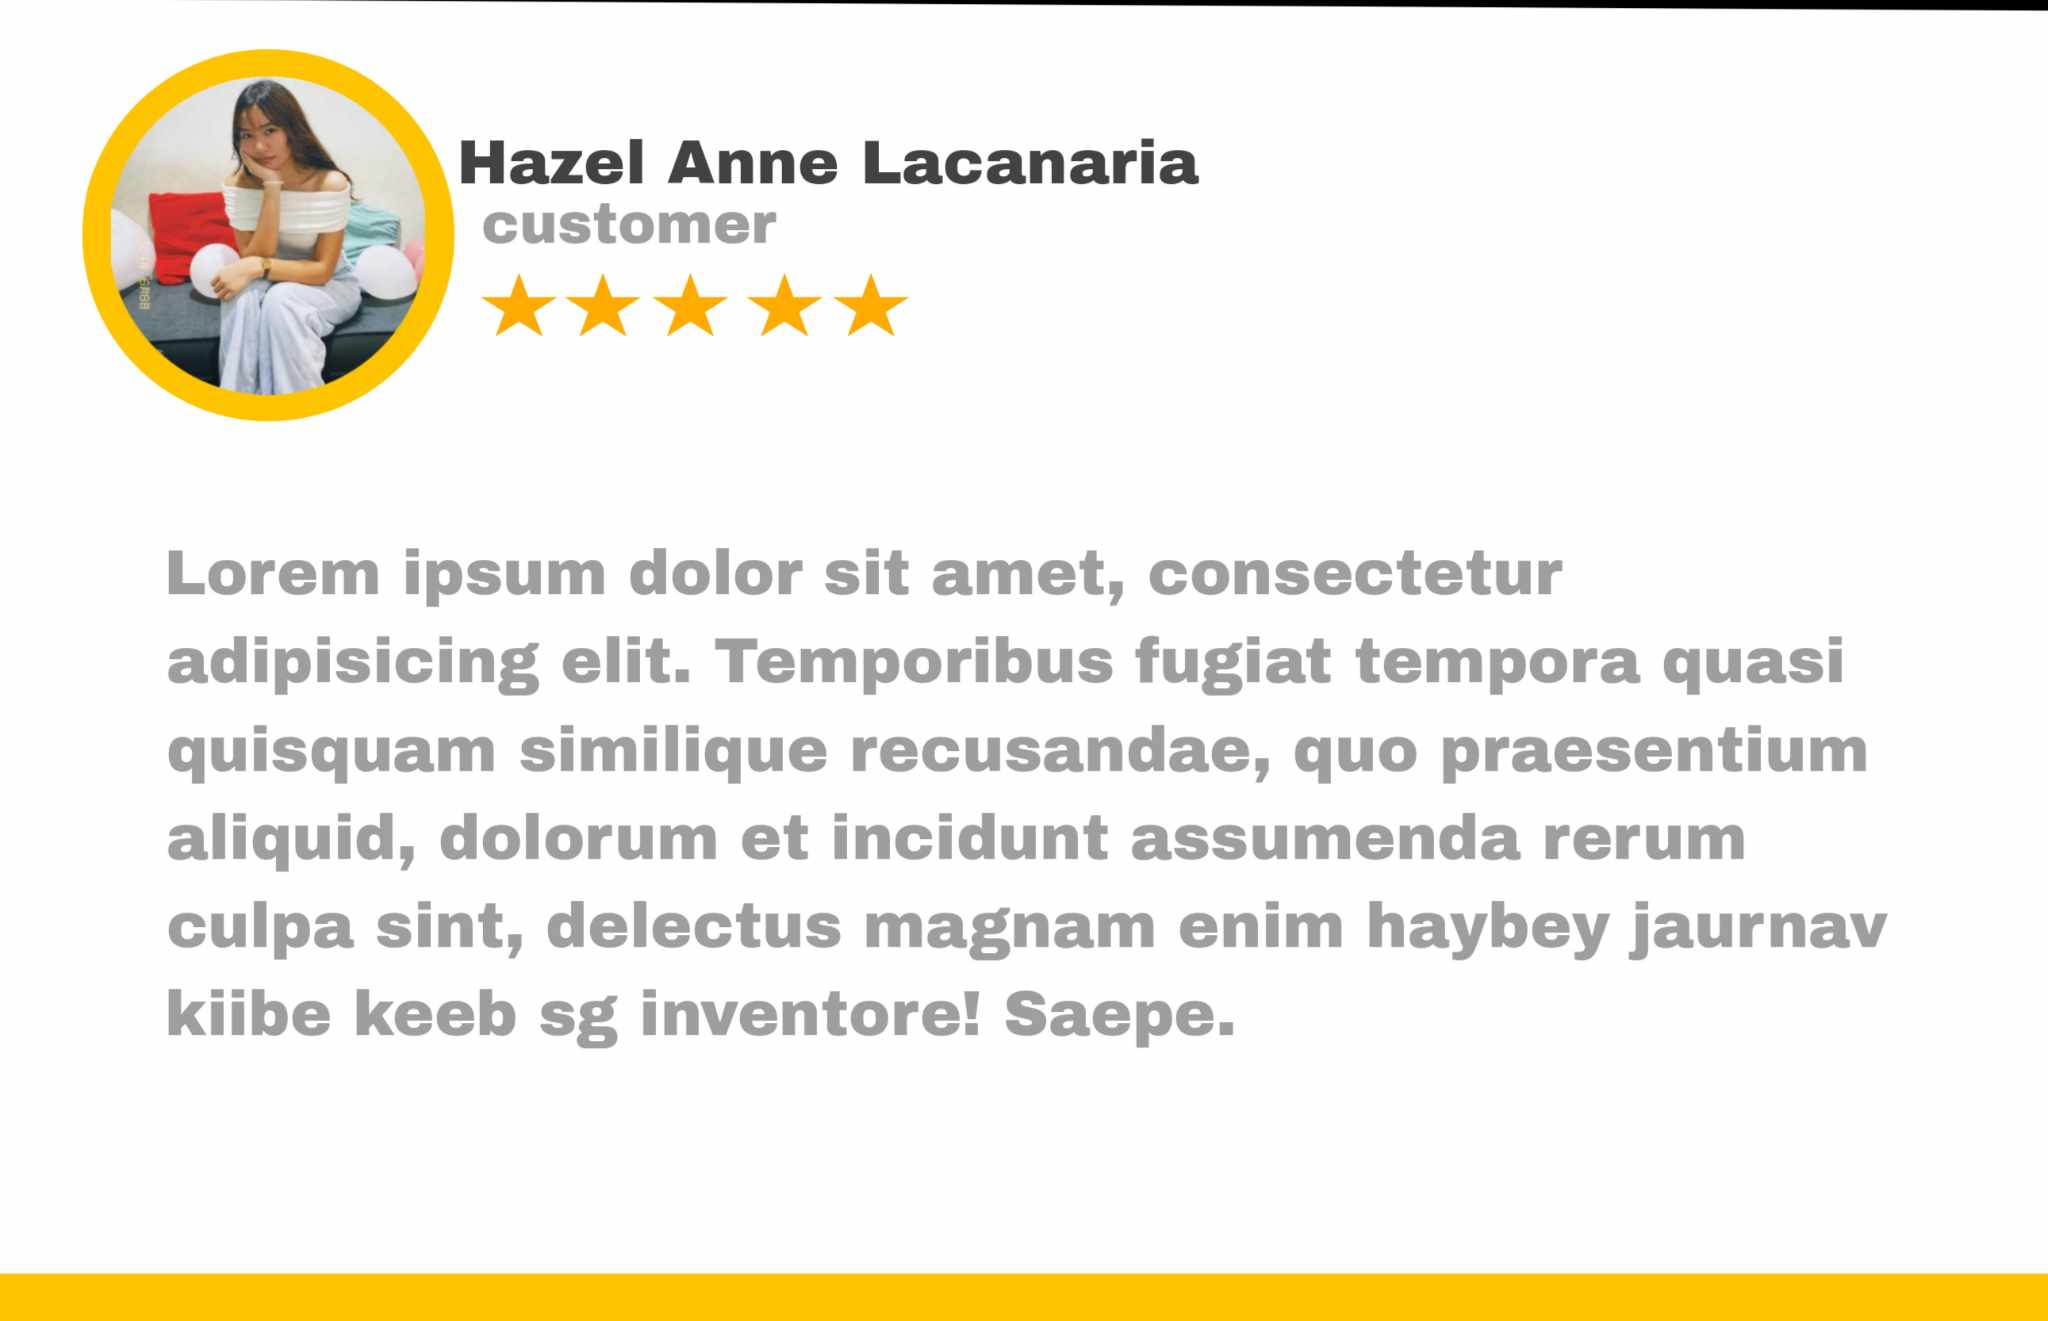 Hazel Anne Lacanaria
customer
Lorem ipsum dolor sit amet, consectetur
adipisicing elit. Temporibus fugiat tempora quasi
quisquam similique recusandae, quo praesentium
aliquid, dolorum et incidunt assumenda rerum
culpa sint, delectus magnam enim haybey jaurnav
kiibe keeb sg inventore! Saepe.